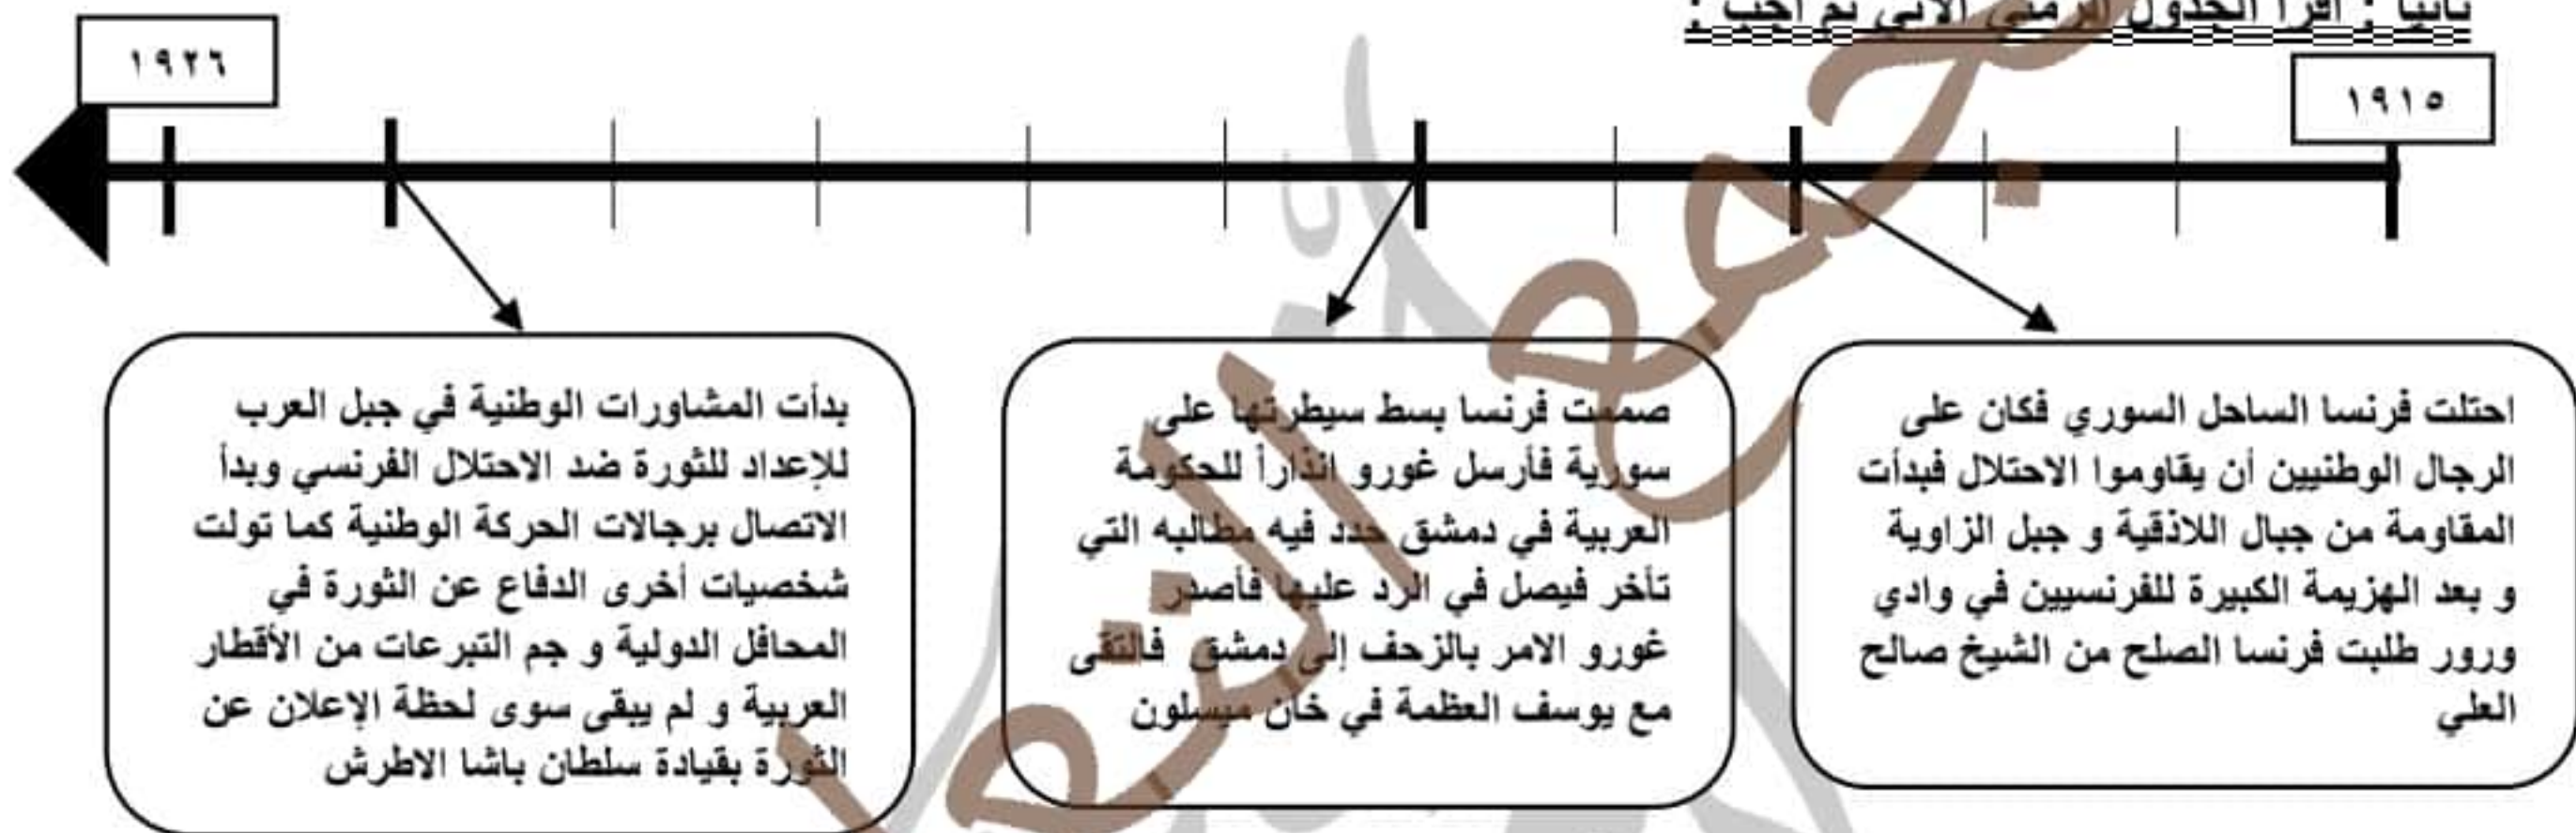 ثانيا : اقرأ الجدول الزمني الآتي ثم أجب :
١٩١٥
١٩٢٦
احتلت فرنسا الساحل السوري فكان على
الرجال الوطنيين أن يقاوموا الاحتلال فبدأت
المقاومة من جبال اللاذقية و جبل الزاوية
و بعد الهزيمة الكبيرة للفرنسيين في وادي
ورور طلبت فرنسا الصلح من الشيخ صالح
العلي
صممت فرنسا بسط سيطرتها على
سورية فأرسل غورو انذاراً للحكومة
العربية في دمشق حدد فيه مطالبه التي
تأخر فيصل في الرد عليها فأصدر
غورو الامر بالزحف إلى دمشق فالتقى
مع يوسف العظمة في خان ميسلون
بدأت المشاورات الوطنية في جبل العرب
للإعداد للثورة ضد الاحتلال الفرنسي وبدأ
الاتصال برجالات الحركة الوطنية كما تولت
شخصيات أخرى الدفاع عن الثورة في
المحافل الدولية و جم التبرعات من الأقطار
العربية و لم يبقى سوى لحظة الإعلان عن
الثورة بقيادة سلطان باشا الاطرش